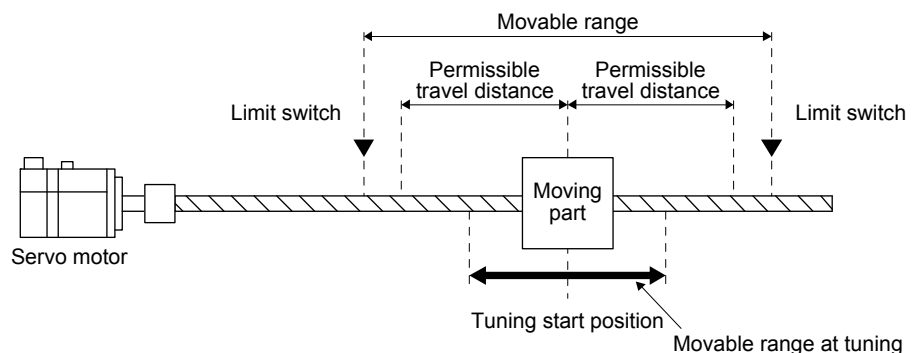 Movable range
Permissible
travel distance
Permissible
travel distance
Limit switch
Limit switch
Moving
part
Servo motor
Tuning start position
Movable range at tuning